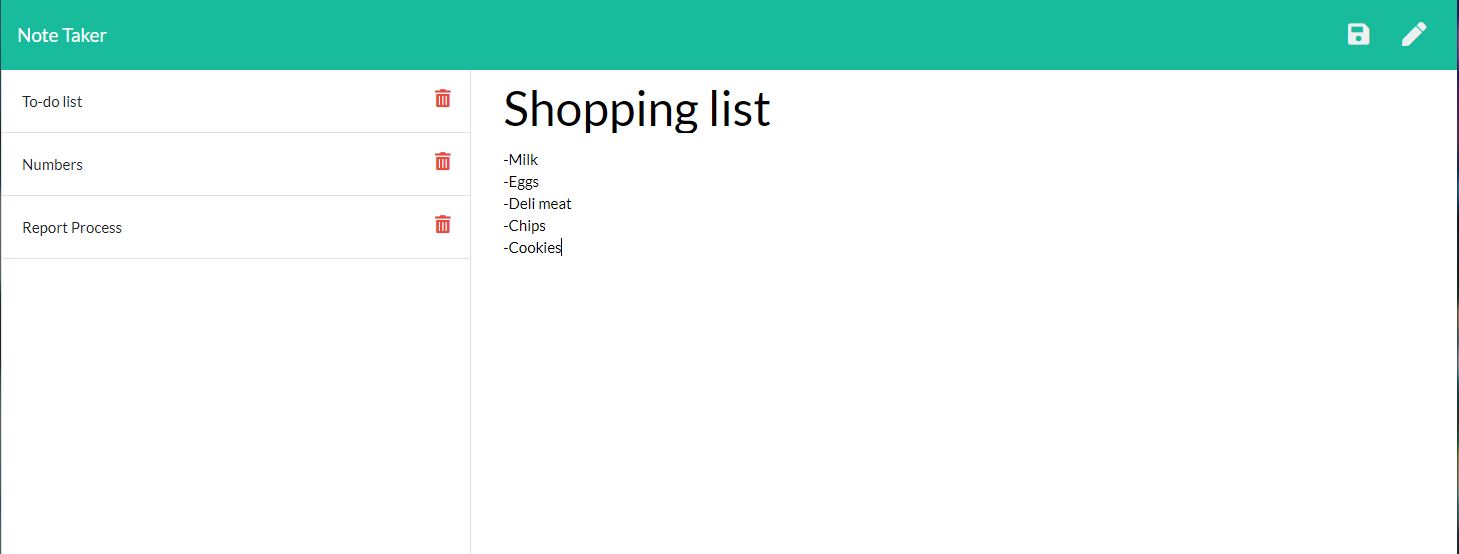 Note Taker
To-do list
Numbers
Report Process
Shopping list
-Milk
-Eggs
-Deli meat
-Chips
-Cookies